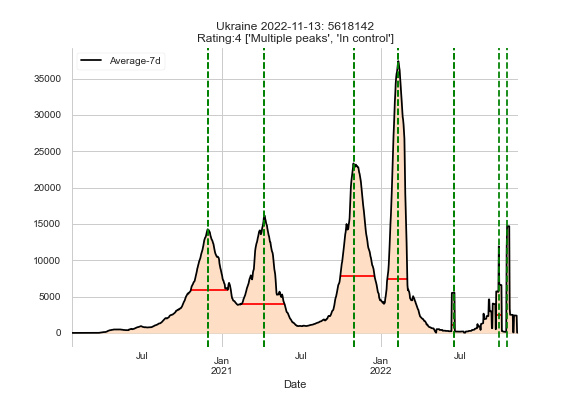 Ukraine 2022-11-13: 5618142
Rating:4 ['Multiple peaks', 'In control']
Average-7d
35000
30000
25000
20000
15000
10000
5000
0
Jul
Jan
2021
Jul
Jan
2022
Jul
Date